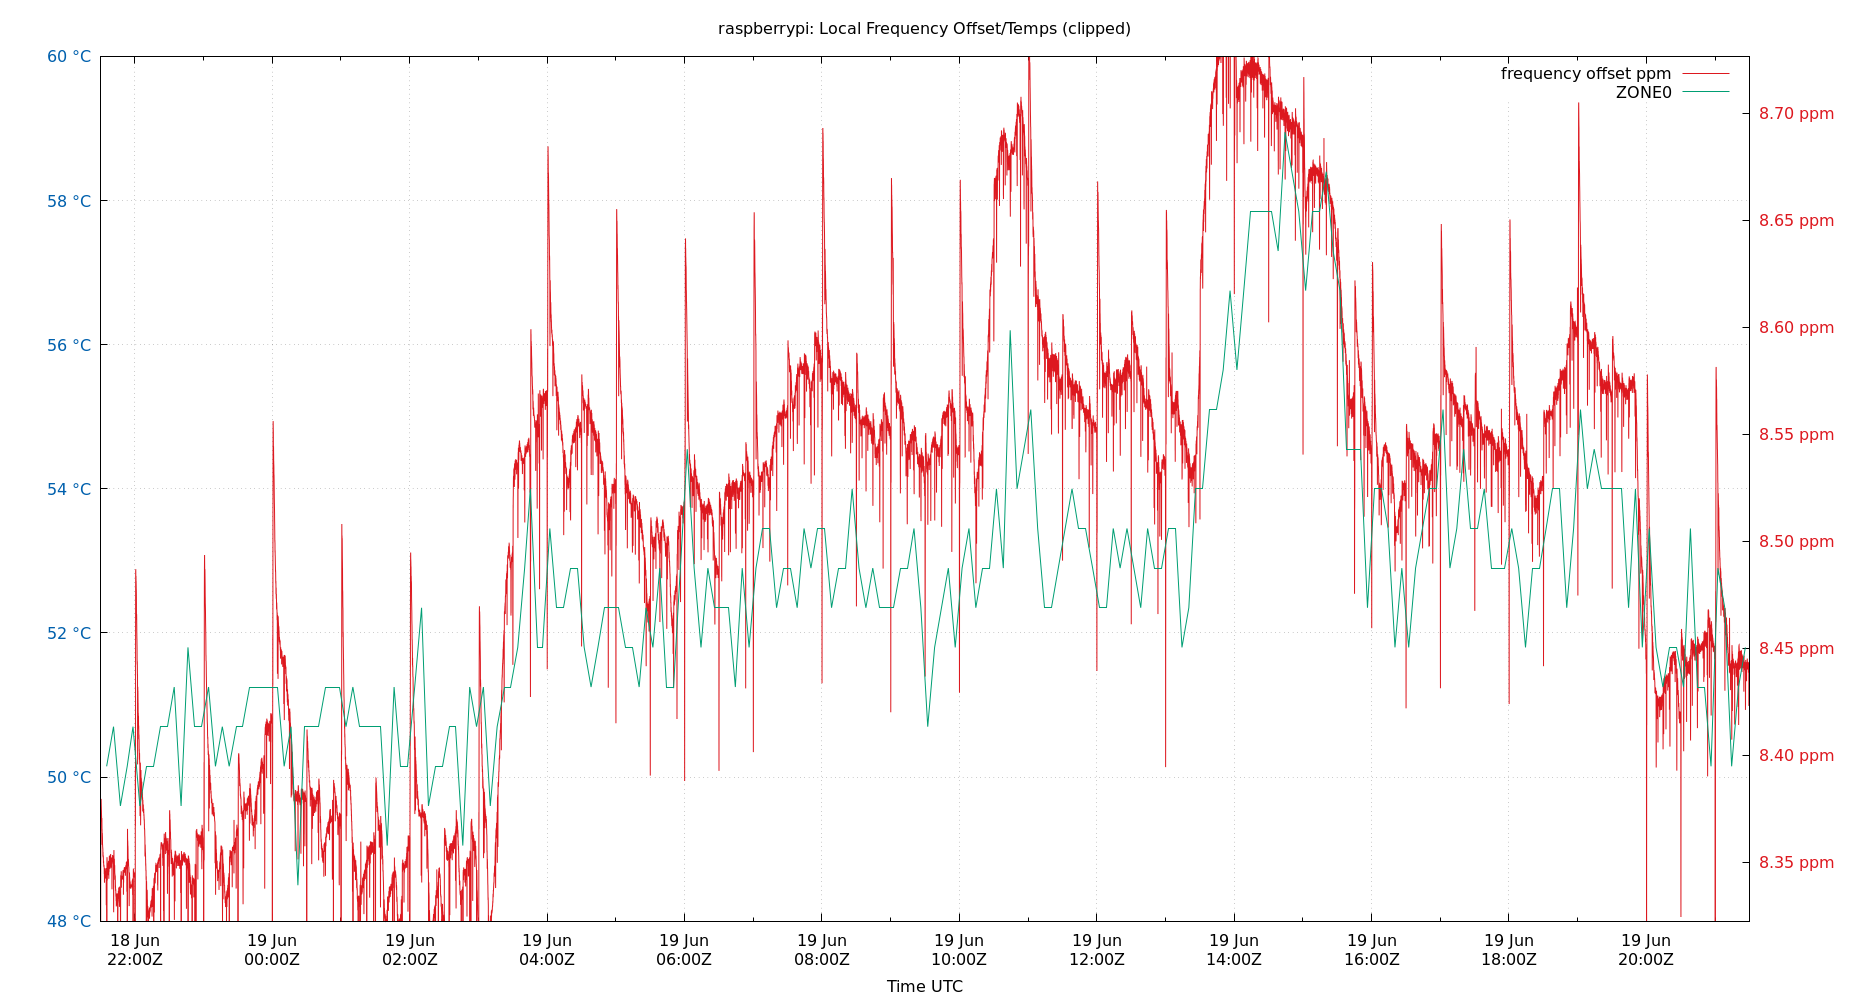 raspberrypi: Local Frequency Offset/Temps (clipped)
60 °C
58 °C
56 °C
54 °C
52 °C
50 °C
48 °C
frequency offset ppm
ZONE0
8.70 ppm
8.65 ppm
8.60 ppm
8.55 ppm
8.50 ppm
8.45 ppm
8.40 ppm
8.35 ppm
18 Jun 19 Jun 19 Jun 19 Jun 19 Jun 19 Jun 19 Jun 19 Jun 19 Jun 19 Jun 19 Jun 19 Jun
22:00Z 00:00Z 02:00Z 04:00Z 06:00Z 08:00Z 10:00Z 12:00Z 14:00Z 16:00Z 18:00Z 20:00Z
Time UTC